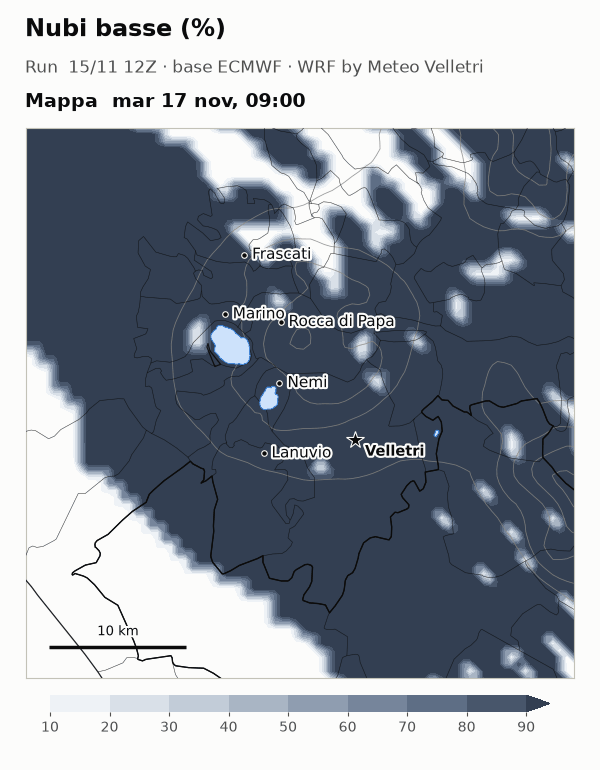 Nubi basse (%)
Run  15/11 12Z · base ECMWF · WRF by Meteo Velletri
Mappa  mar 17 nov, 09:00
Frascati
Marino
Rocca di Papa
Nemi
Velletri
Lanuvio
10 km
10 20 30 40 50 60 70 80 90